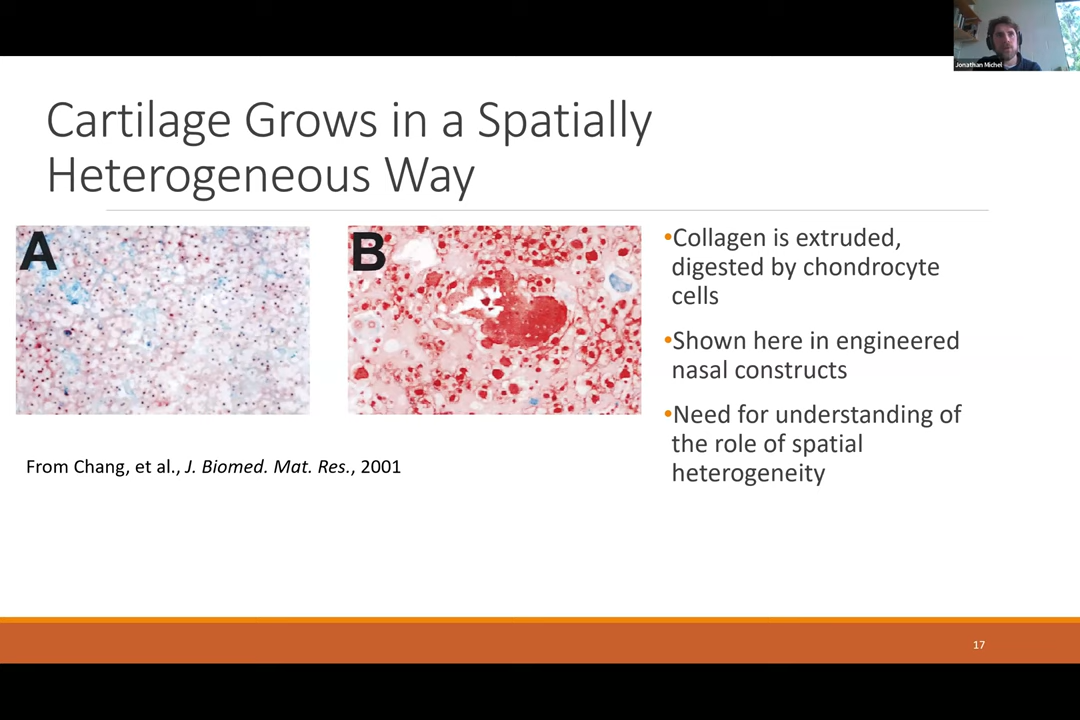 Jonathan Michel
Cartilage Grows in a Spatially
Heterogeneous Way
A
B
•Collagen is extruded,
digested by chondrocyte
cells
•Shown here in engineered
nasal constructs
•Need for understanding of
the role of spatial
heterogeneity
From Chang, et al., J. Biomed. Mat. Res., 2001
17